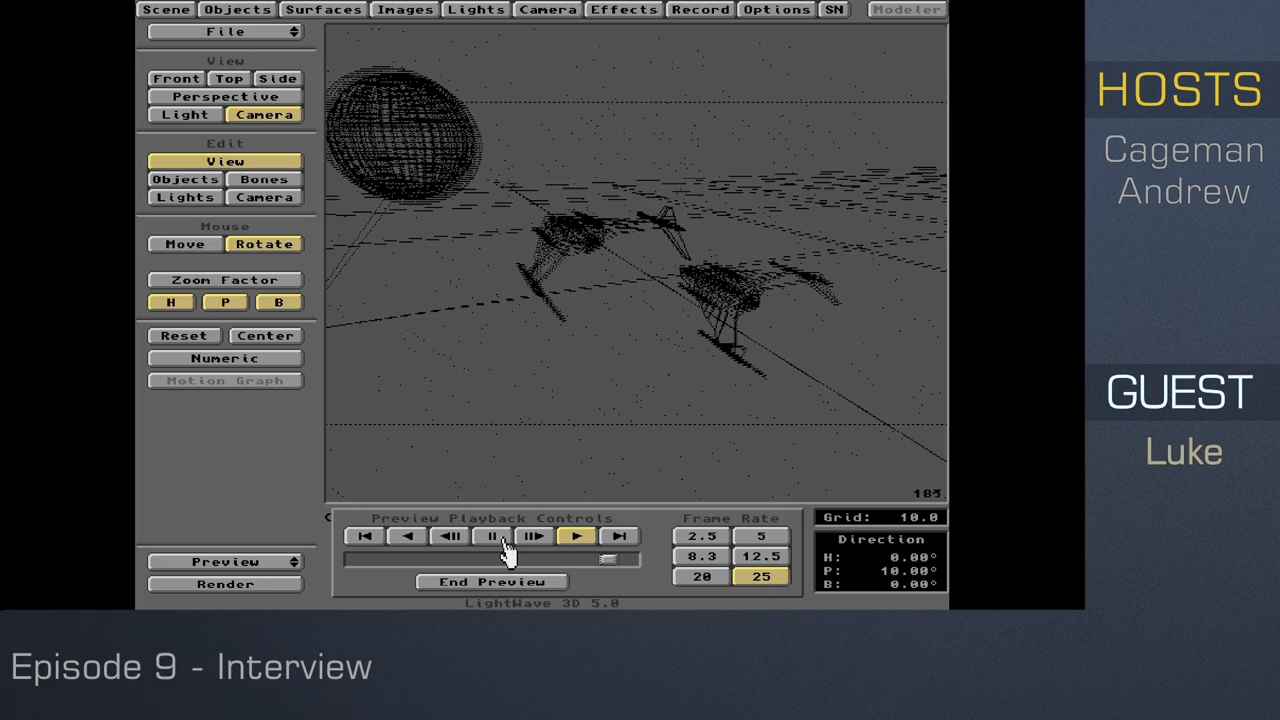 Scene Objects Surfaces Images Lights Camera Effects Record Options SN Modeler
File
View
Front Top Side
Perspective
Light Camera
Edit
View
Objects Bones
Lights Camera
Mouse
Move Rotate
Zoom Factor
H P B
Reset Center
Numeric
Motion Graph
Preview
Render
183
Preview Playback Controls
End Preview
Frame Rate
2.5 5
8.3 12.5
20 25
Grid: 10.0
Direction
H: 0.00°
P: 10.00°
B: 0.00°
LightWave 3D 5.0
HOSTS
Cageman
Andrew
GUEST
Luke
Episode 9 - Interview